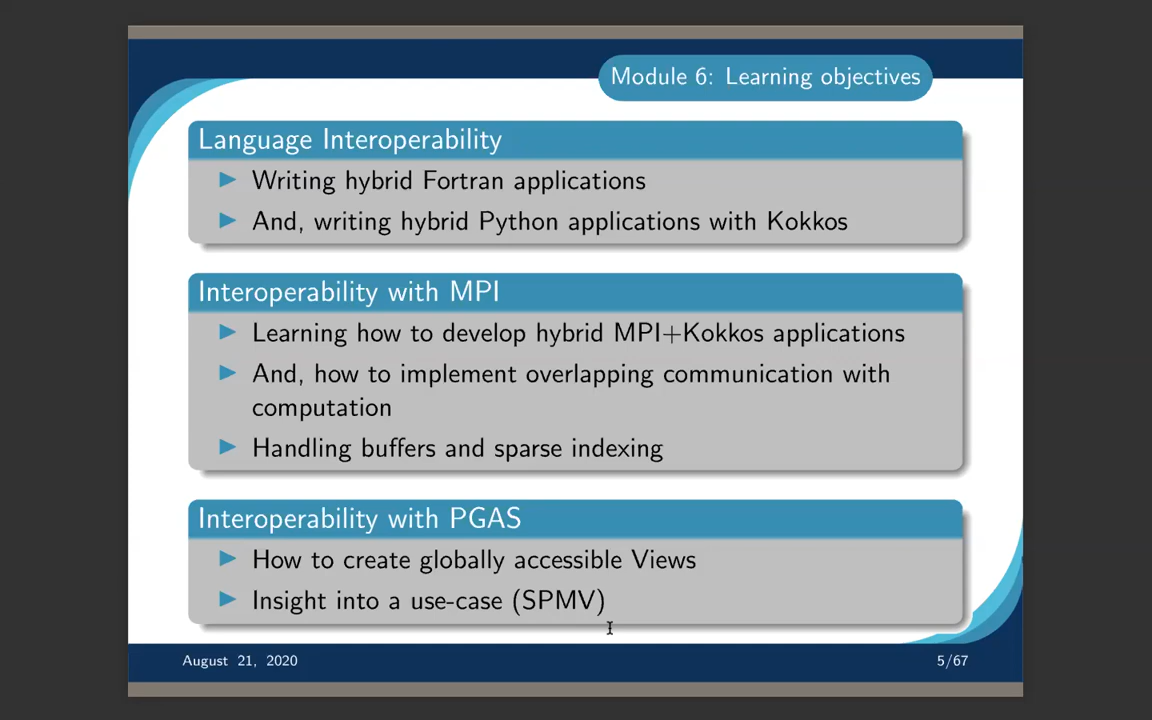 Module 6: Learning objectives
Language Interoperability
Writing hybrid Fortran applications
And, writing hybrid Python applications with Kokkos
Interoperability with MPI
Learning how to develop hybrid MPI+Kokkos applications
And, how to implement overlapping communication with
computation
Handling buffers and sparse indexing
Interoperability with PGAS
How to create globally accessible Views
Insight into a use-case (SPMV)
August 21, 2020 5/67